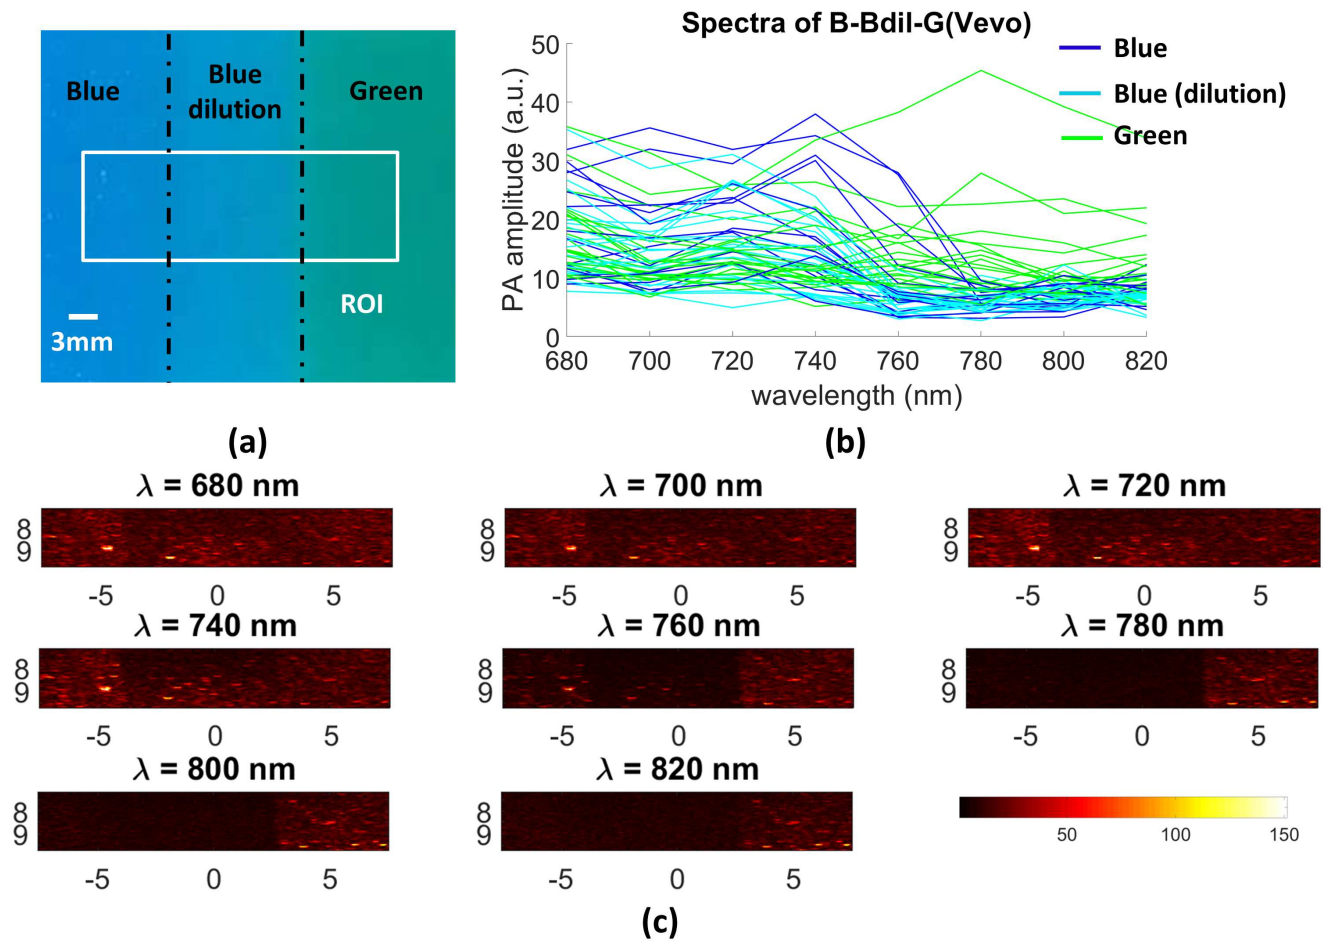 Blue
Blue
dilution
Green
ROI
3mm
(a)
Spectra of B-Bdil-G(Vevo)
PA amplitude (a.u.)
50
40
30
20
10
0
680 700 720 740 760 780 800 820
wavelength (nm)
Blue
Blue (dilution)
Green
(b)
λ = 680 nm
8
9
-5 0 5
λ = 700 nm
8
9
-5 0 5
λ = 720 nm
8
9
-5 0 5
λ = 740 nm
8
9
-5 0 5
λ = 760 nm
8
9
-5 0 5
λ = 780 nm
8
9
-5 0 5
λ = 800 nm
8
9
-5 0 5
λ = 820 nm
8
9
-5 0 5
50 100 150
(c)